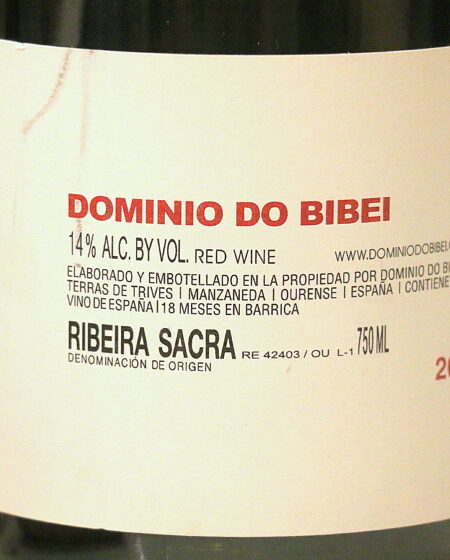 DOMINIO DO BIBEI
14% ALC. BY VOL. RED WINE WWW.DOMINIODOBIBEI.
ELABORADO Y EMBOTELLADO EN LA PROPIEDAD POR DOMINIO DO BI
TERRAS DE TRIVES | MANZANEDA | OURENSE | ESPAÑA | CONTIENE
VINO DE ESPAÑA | 18 MESES EN BARRICA
RIBEIRA SACRA RE 42403 / OU L-1 750 ML
DENOMINACIÓN DE ORIGEN
20